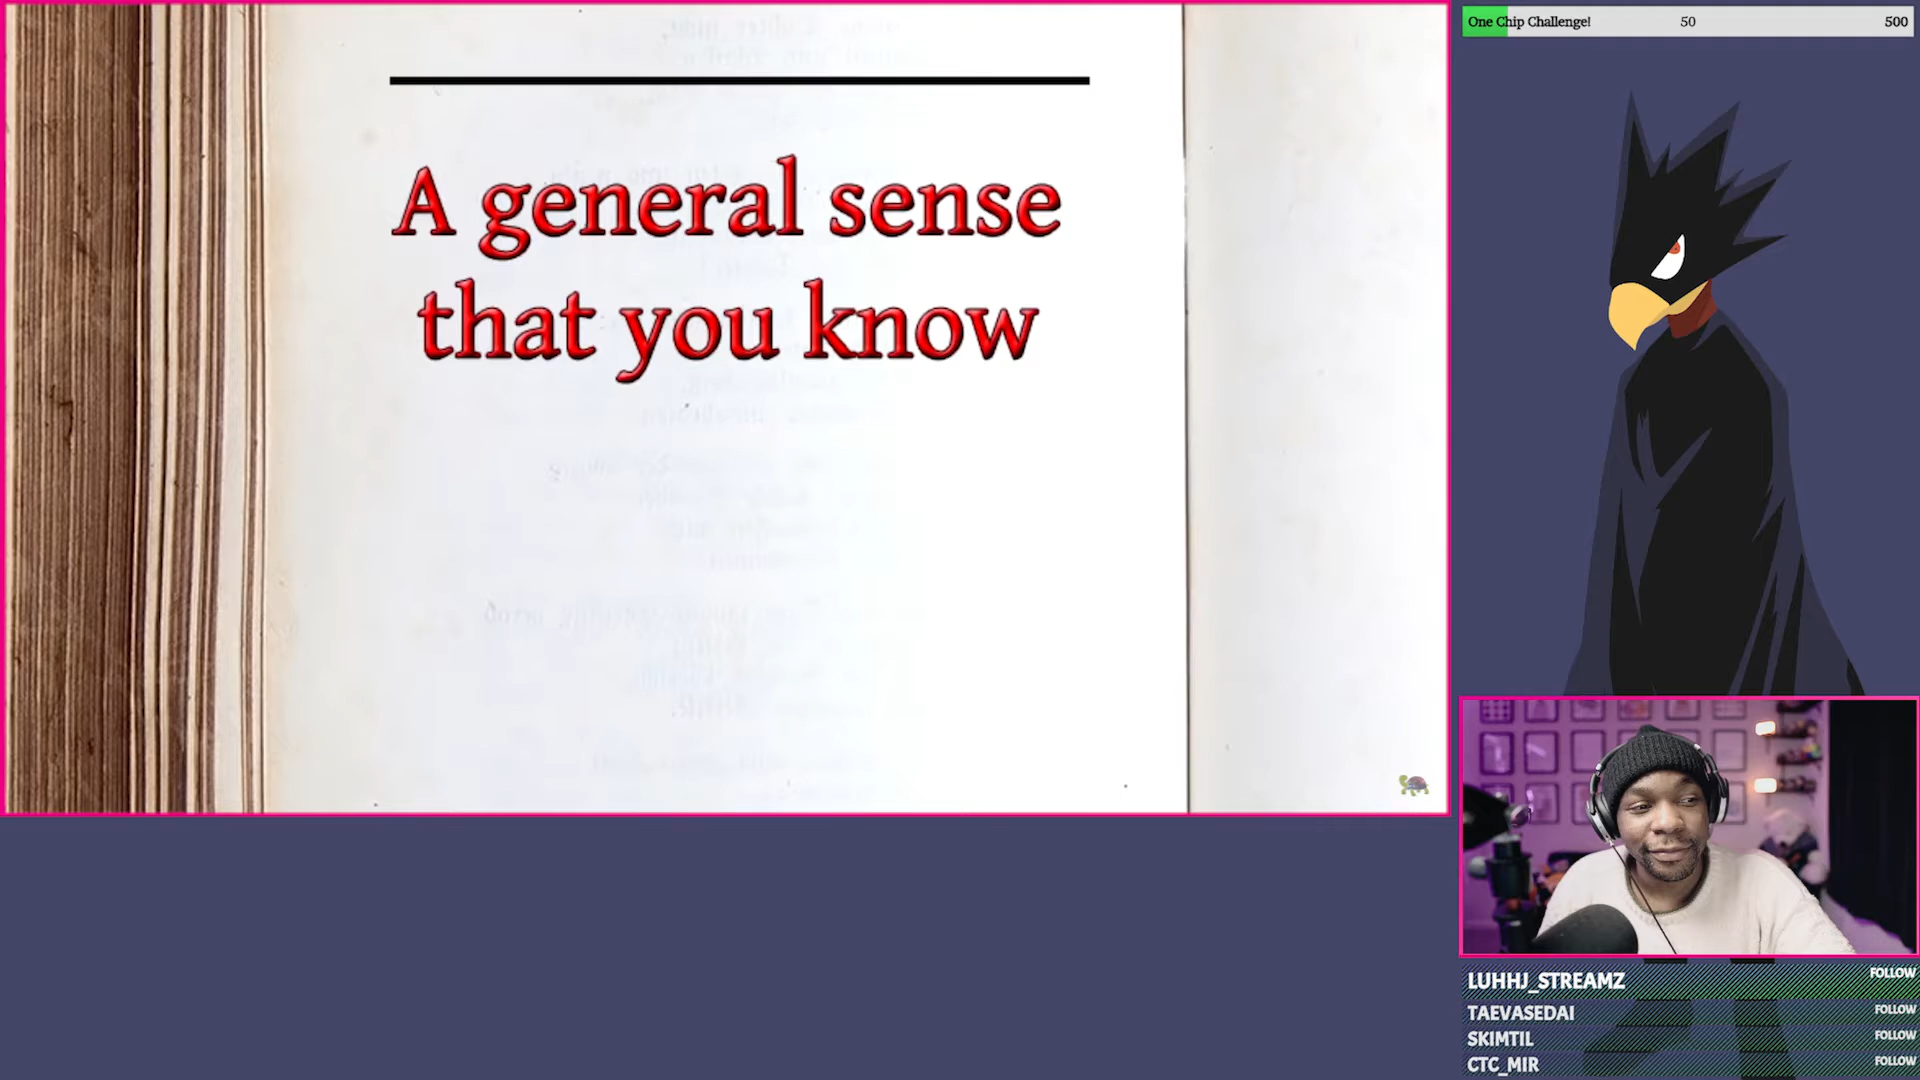 One Chip Challenge! 50 500
A general sense
that you know
LUHHJ_STREAMZ FOLLOW
TAEVASEDAI FOLLOW
SKIMTIL FOLLOW
CTC_MIR FOLLOW